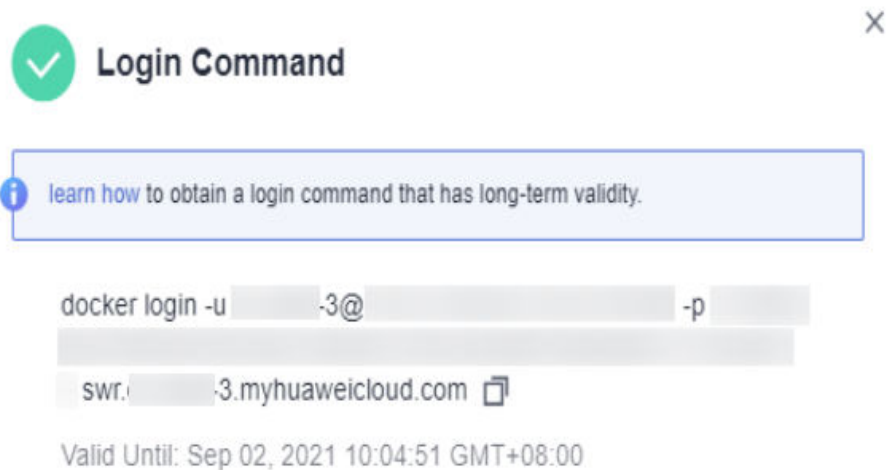 Login Command
learn how to obtain a login command that has long-term validity.
docker login -u -3@ -p
swr. -3.myhuaweicloud.com
Valid Until: Sep 02, 2021 10:04:51 GMT+08:00